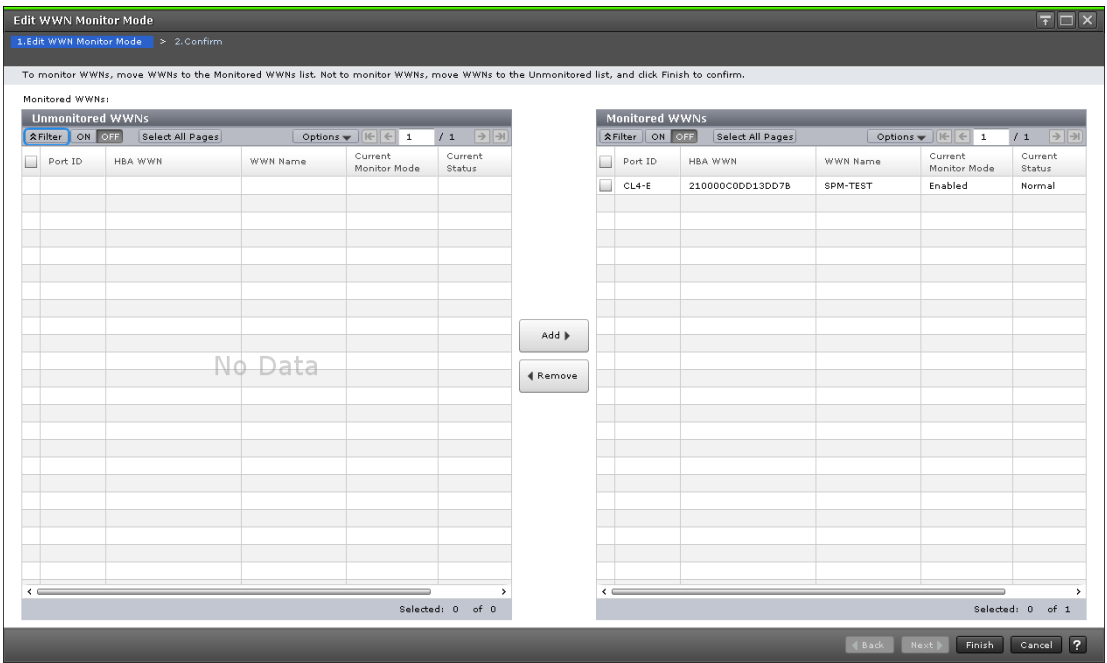 Edit WWN Monitor Mode
1.Edit WWN Monitor Mode > 2.Confirm
To monitor WWNs, move WWNs to the Monitored WWNs list. Not to monitor WWNs, move WWNs to the Unmonitored list, and click Finish to confirm.
Monitored WWNs:
Unmonitored WWNs
Filter ON OFF Select All Pages Options 1 / 1
Port ID HBA WWN WWN Name Current Monitor Mode Current Status
No Data
Selected: 0 of 0
Add
Remove
Monitored WWNs
Filter ON OFF Select All Pages Options 1 / 1
Port ID HBA WWN WWN Name Current Monitor Mode Current Status
CL4-E 210000C0DD13DD7B SPM-TEST Enabled Normal
Selected: 0 of 1
Back Next Finish Cancel ?